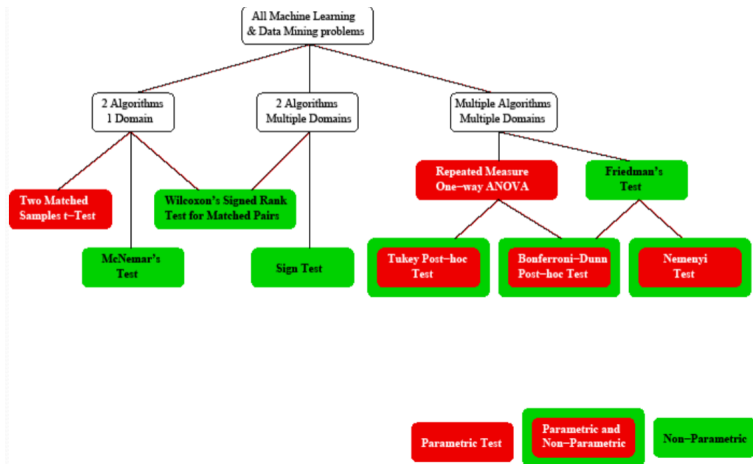 All Machine Learning
& Data Mining problems
2 Algorithms
1 Domain
2 Algorithms
Multiple Domains
Multiple Algorithms
Multiple Domains
Repeated Measure
One−way ANOVA
Friedman's
Test
Two Matched
Samples t−Test
Wilcoxon's Signed Rank
Test for Matched Pairs
McNemar's
Test
Sign Test
Tukey Post−hoc
Test
Bonferroni−Dunn
Post−hoc Test
Nemenyi
Test
Parametric Test
Parametric and
Non−Parametric
Non−Parametric